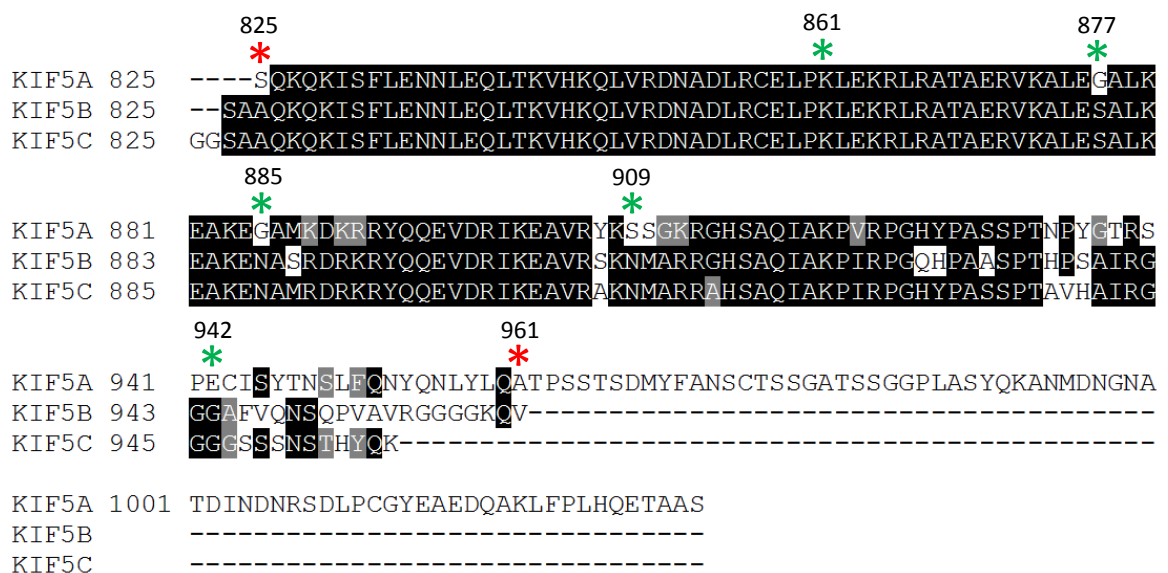 825 861 877
* * *
KIF5A 825 ----SQKQKISFLENNLEQLTKVHKQLVRDNADLRCELPKLEKRLRATAERVKALEGALK
KIF5B 825 --SAAQKQKISFLENNLEQLTKVHKQLVRDNADLRCELPKLEKRLRATAERVKALESALK
KIF5C 825 GGSAAQKQKISFLENNLEQLTKVHKQLVRDNADLRCELPKLEKRLRATAERVKALESALK
885 909
* *
KIF5A 881 EAKEGAMKDKRRYQQEVDRIKEAVRYKSSGKRGHSAQIAKPVRPGHYPASSPTNPYGTRS
KIF5B 883 EAKENASRDRKRYQQEVDRIKEAVRSKNMARRGHSAQIAKPIRPGQHPAASPTHPSAIRG
KIF5C 885 EAKENAMRDRKRYQQEVDRIKEAVRAKNMARRAHSAQIAKPIRPGHYPASSPTAVHAIRG
942 961
* *
KIF5A 941 PECISYTNSLFQNYQNLYLQATPSSTSDMYFANSCTSSGATSSGGPLASYQKANMDNGNA
KIF5B 943 GGAFVQNSQPVAVRGGGGKQV---------------------------------------
KIF5C 945 GGGSSSNSTHYQK-----------------------------------------------
KIF5A 1001 TDINDNRSDLPCGYEAEDQAKLFPLHQETAAS
KIF5B --------------------------------
KIF5C --------------------------------